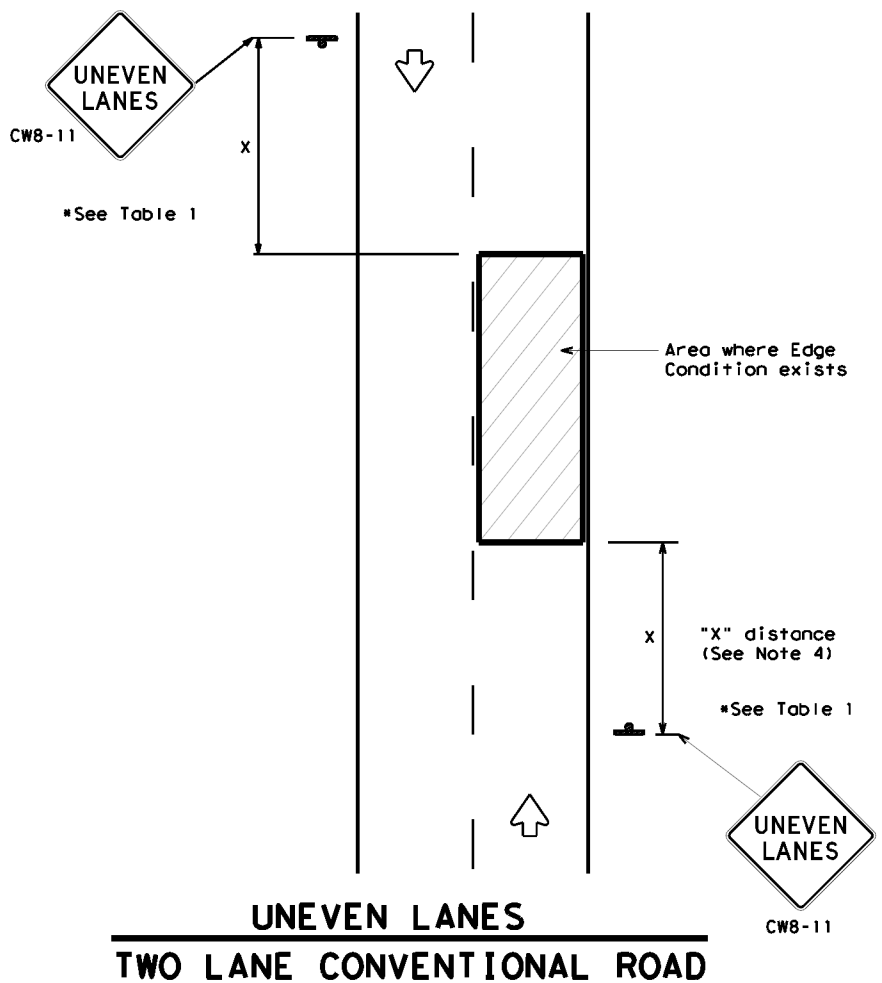 UNEVEN
LANES
CW8-11
X
*See Table 1
Area where Edge
Condition exists
X
"X" distance
(See Note 4)
*See Table 1
UNEVEN
LANES
CW8-11
UNEVEN LANES
TWO LANE CONVENTIONAL ROAD